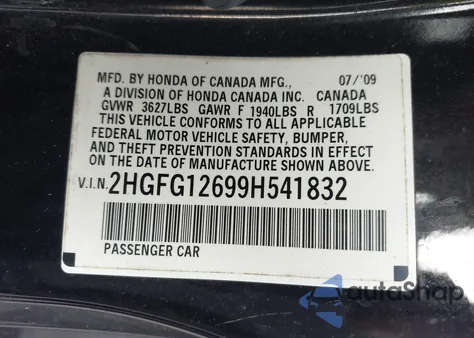 MFD. BY HONDA OF CANADA MFG., 07/'09
A DIVISION OF HONDA CANADA INC. CANADA
GVWR 3627LBS GAWR F 1940LBS R 1709LBS
THIS VEHICLE CONFORMS TO ALL APPLICABLE
FEDERAL MOTOR VEHICLE SAFETY, BUMPER,
AND THEFT PREVENTION STANDARDS IN EFFECT
ON THE DATE OF MANUFACTURE SHOWN ABOVE.
V.I.N. 2HGFG12699H541832
PASSENGER CAR
autoShop